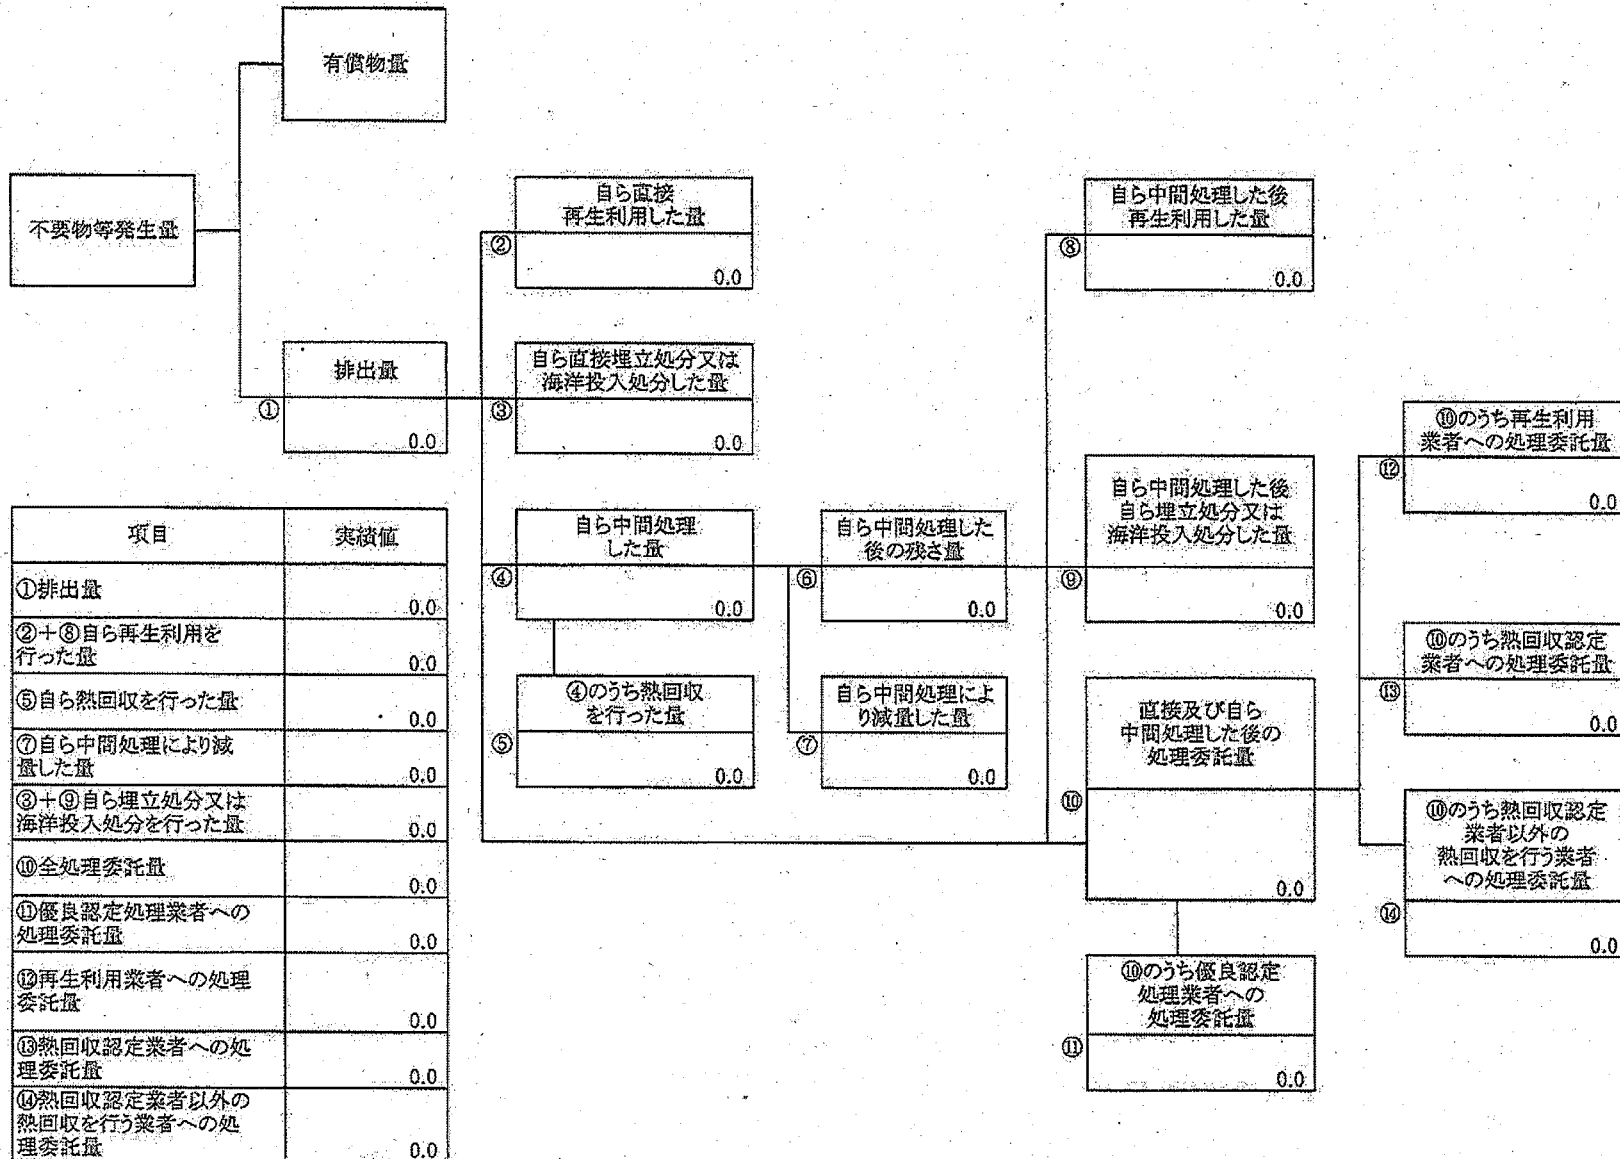 有償物量
不要物等発生量
排出量
①
0.0
自ら直接
再生利用した量
②
0.0
自ら直接埋立処分又は
海洋投入処分した量
③
0.0
自ら中間処理
した量
④
0.0
④のうち熱回収
を行った量
⑤
0.0
自ら中間処理した
後の残さ量
⑥
0.0
自ら中間処理によ
り減量した量
⑦
0.0
自ら中間処理した後
再生利用した量
⑧
0.0
自ら中間処理した後
自ら埋立処分又は
海洋投入処分した量
⑨
0.0
直接及び自ら
中間処理した後の
処理委託量
⑩
0.0
⑩のうち優良認定
処理業者への
処理委託量
⑪
0.0
⑩のうち再生利用
業者への処理委託量
⑫
0.0
⑩のうち熱回収認定
業者への処理委託量
⑬
0.0
⑩のうち熱回収認定
業者以外の
熱回収を行う業者
への処理委託量
⑭
0.0
項目 実績値
①排出量
0.0
②+⑧自ら再生利用を
行った量
0.0
⑤自ら熱回収を行った量
0.0
⑦自ら中間処理により減
量した量
0.0
③+⑨自ら埋立処分又は
海洋投入処分を行った量
0.0
⑩全処理委託量
0.0
⑪優良認定処理業者への
処理委託量
0.0
⑫再生利用業者への処理
委託量
0.0
⑬熱回収認定業者への処
理委託量
0.0
⑭熱回収認定業者以外の
熱回収を行う業者への処
理委託量
0.0